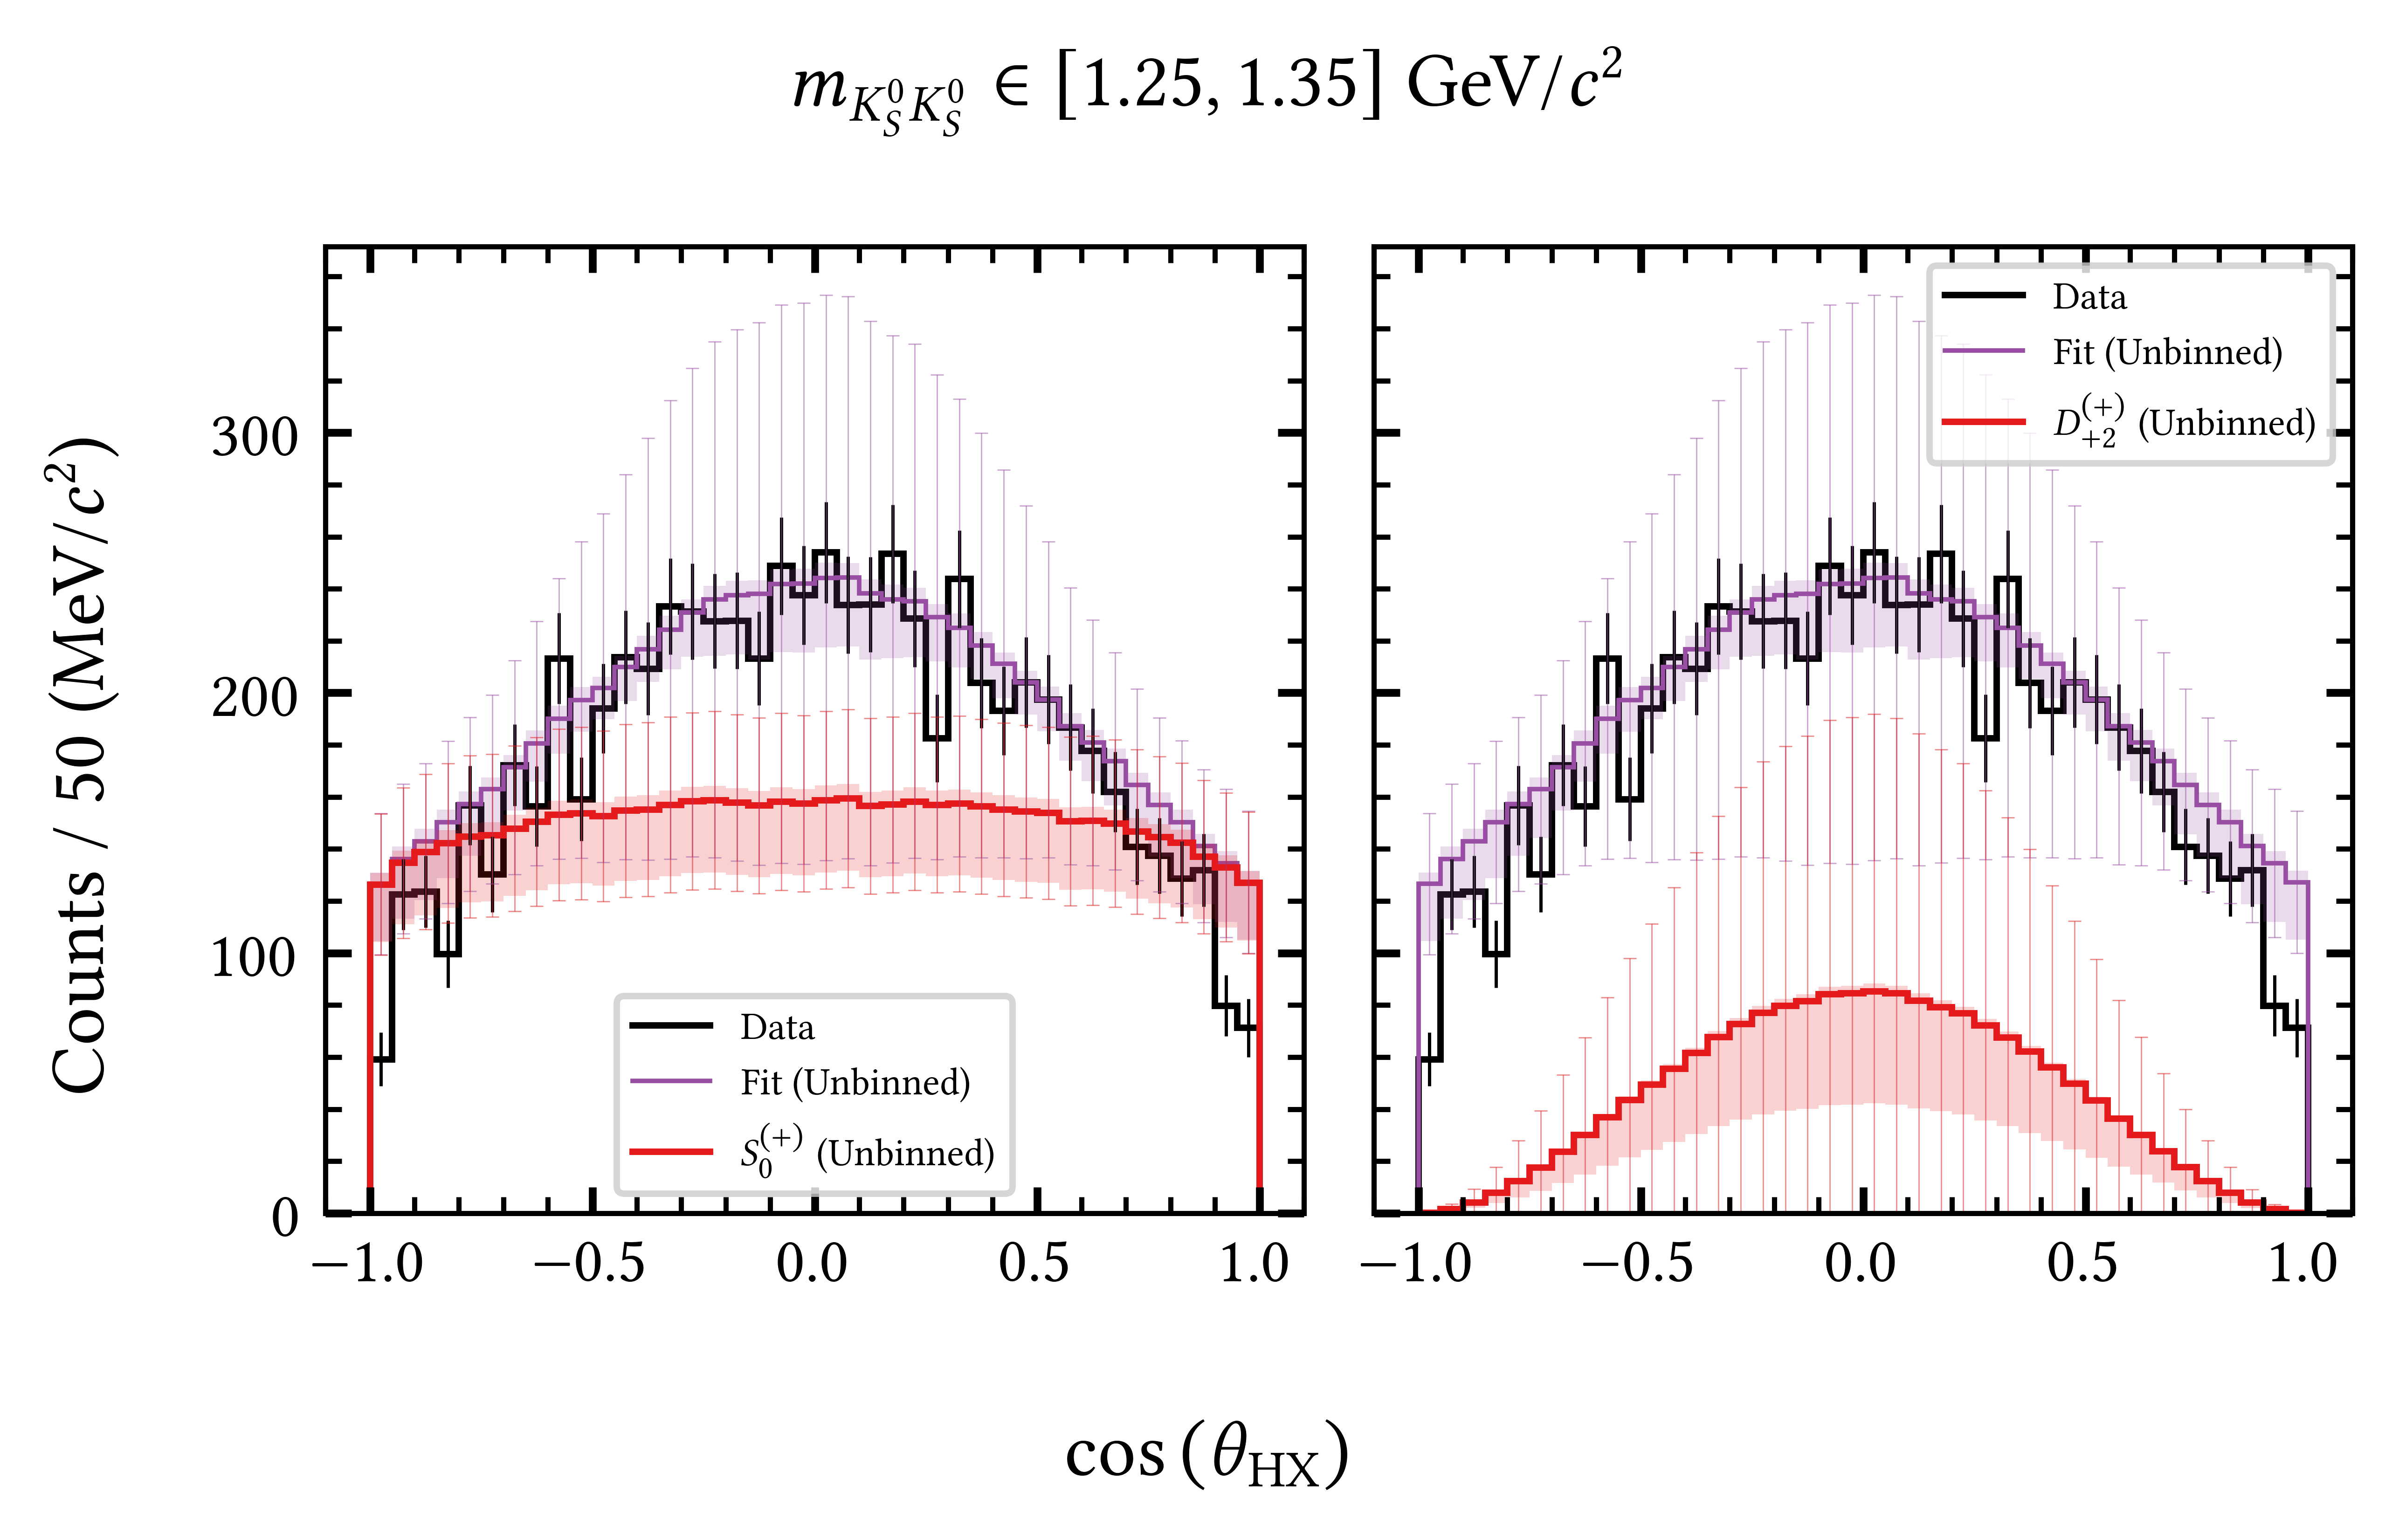 m_{K_S^0 K_S^0} ∈ [1.25, 1.35] GeV/c²
Counts / 50 (MeV/c²)
300
200
100
0
Data
Fit (Unbinned)
S_0^{(+)} (Unbinned)
−1.0 −0.5 0.0 0.5 1.0
Data
Fit (Unbinned)
D_{+2}^{(+)} (Unbinned)
−1.0 −0.5 0.0 0.5 1.0
cos (θ_{HX})